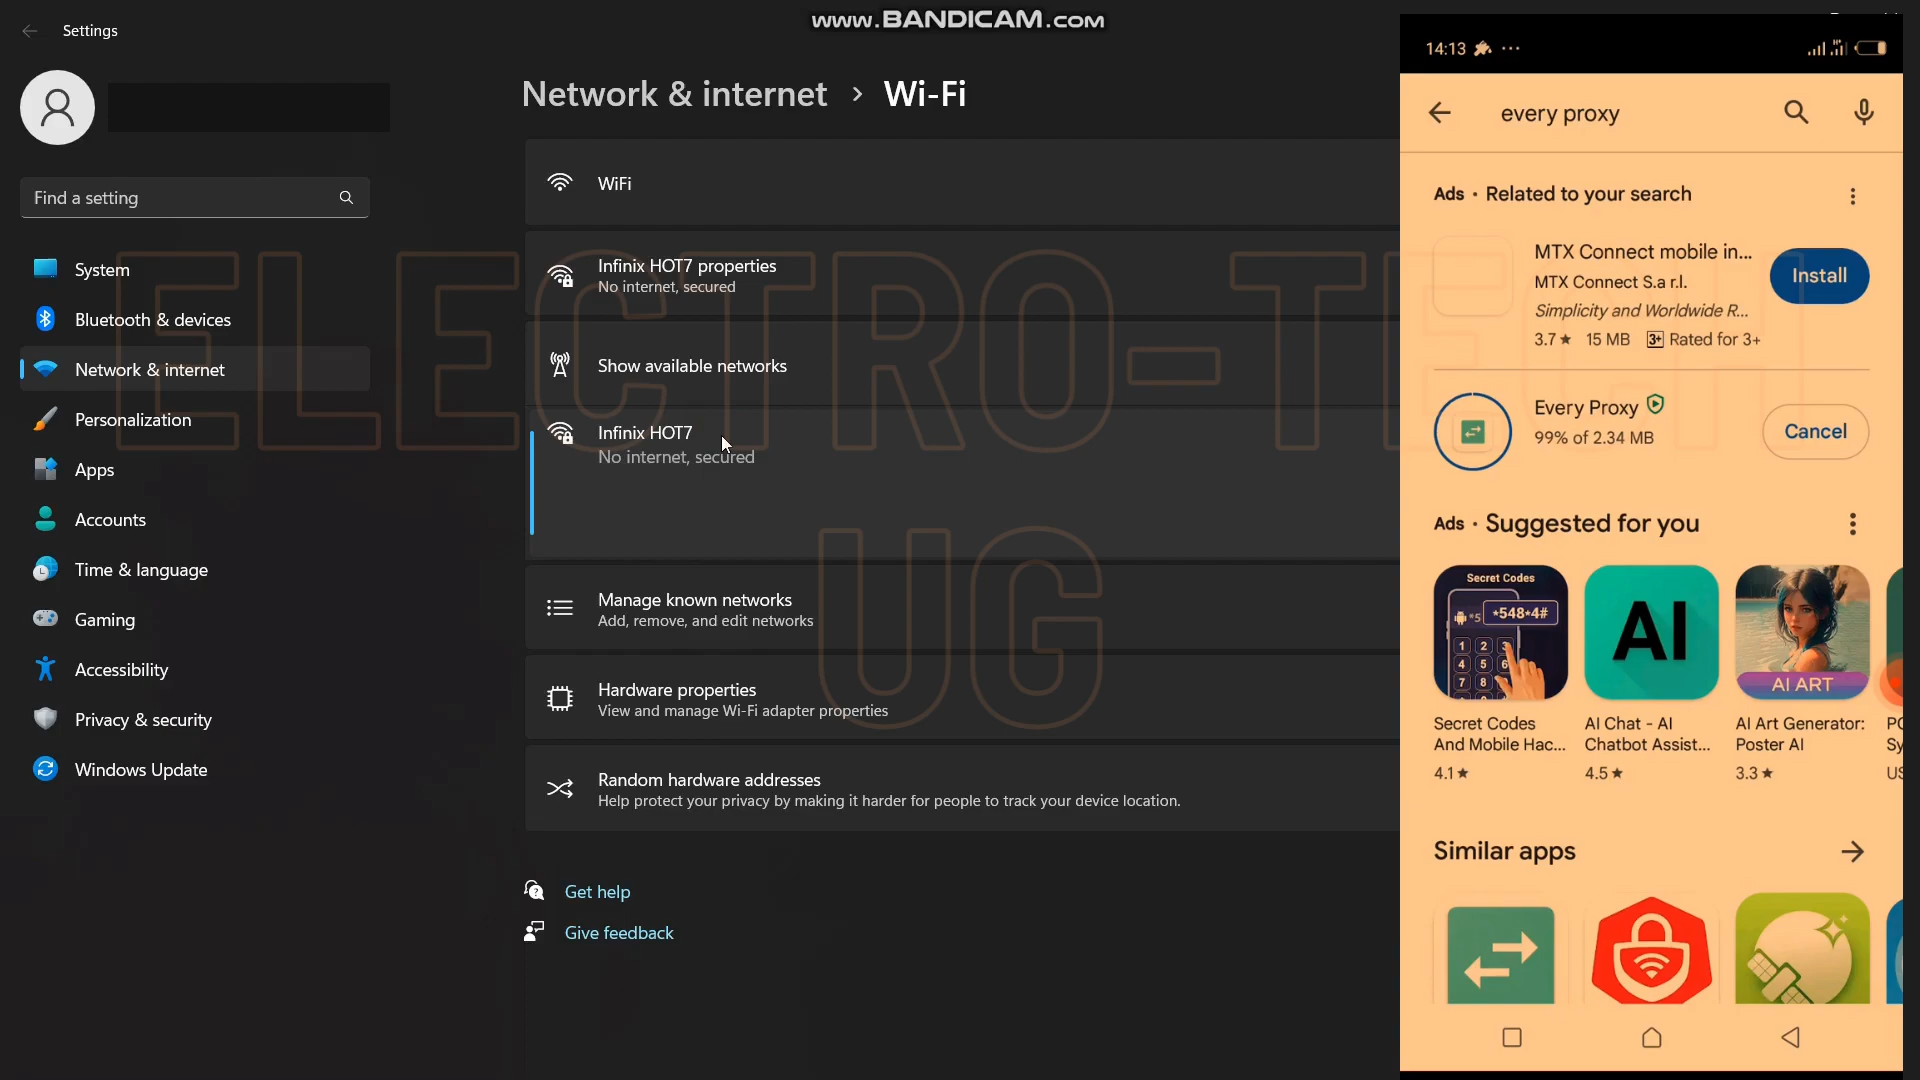 www.BANDICAM.com
Settings
Find a setting
System
Bluetooth & devices
Network & internet
Personalization
Apps
Accounts
Time & language
Gaming
Accessibility
Privacy & security
Windows Update
Network & internet > Wi-Fi
WiFi
Infinix HOT7 properties
No internet, secured
Show available networks
Infinix HOT7
No internet, secured
Manage known networks
Add, remove, and edit networks
Hardware properties
View and manage Wi-Fi adapter properties
Random hardware addresses
Help protect your privacy by making it harder for people to track your device location.
Get help
Give feedback
ELECTRO-TECH
UG
14:13
every proxy
Ads · Related to your search
MTX Connect mobile in...
MTX Connect S.a r.l.
Simplicity and Worldwide R...
3.7★ 15 MB 3+ Rated for 3+
Install
Every Proxy
99% of 2.34 MB
Cancel
Ads · Suggested for you
Secret Codes
*548*4#
1 2 3
4 5 6
7 8
AI
AI ART
Secret Codes
And Mobile Hac...
4.1★
AI Chat - AI
Chatbot Assist...
4.5★
AI Art Generator:
Poster AI
3.3★
Similar apps